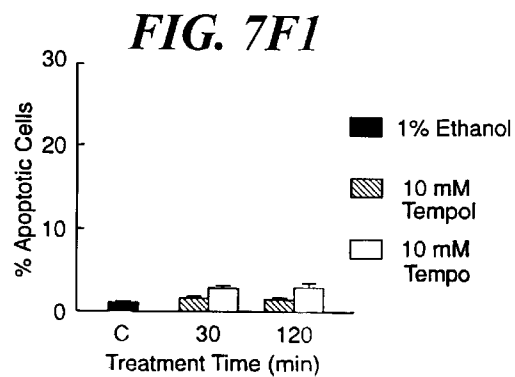 FIG. 7F1
30
20
10
0
% Apoptotic Cells
C
30
120
Treatment Time (min)
1% Ethanol
10 mM
Tempol
10 mM
Tempo